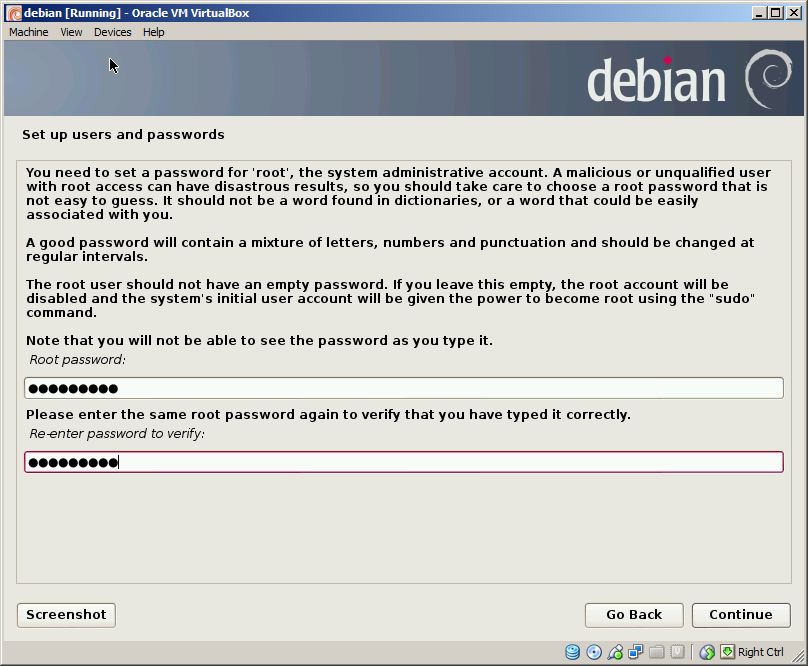 debian [Running] - Oracle VM VirtualBox
Machine View Devices Help
debian
Set up users and passwords
You need to set a password for 'root', the system administrative account. A malicious or unqualified user
with root access can have disastrous results, so you should take care to choose a root password that is
not easy to guess. It should not be a word found in dictionaries, or a word that could be easily
associated with you.
A good password will contain a mixture of letters, numbers and punctuation and should be changed at
regular intervals.
The root user should not have an empty password. If you leave this empty, the root account will be
disabled and the system's initial user account will be given the power to become root using the "sudo"
command.
Note that you will not be able to see the password as you type it.
Root password:
●●●●●●●●●
Please enter the same root password again to verify that you have typed it correctly.
Re-enter password to verify:
●●●●●●●●●
Screenshot Go Back Continue
Right Ctrl